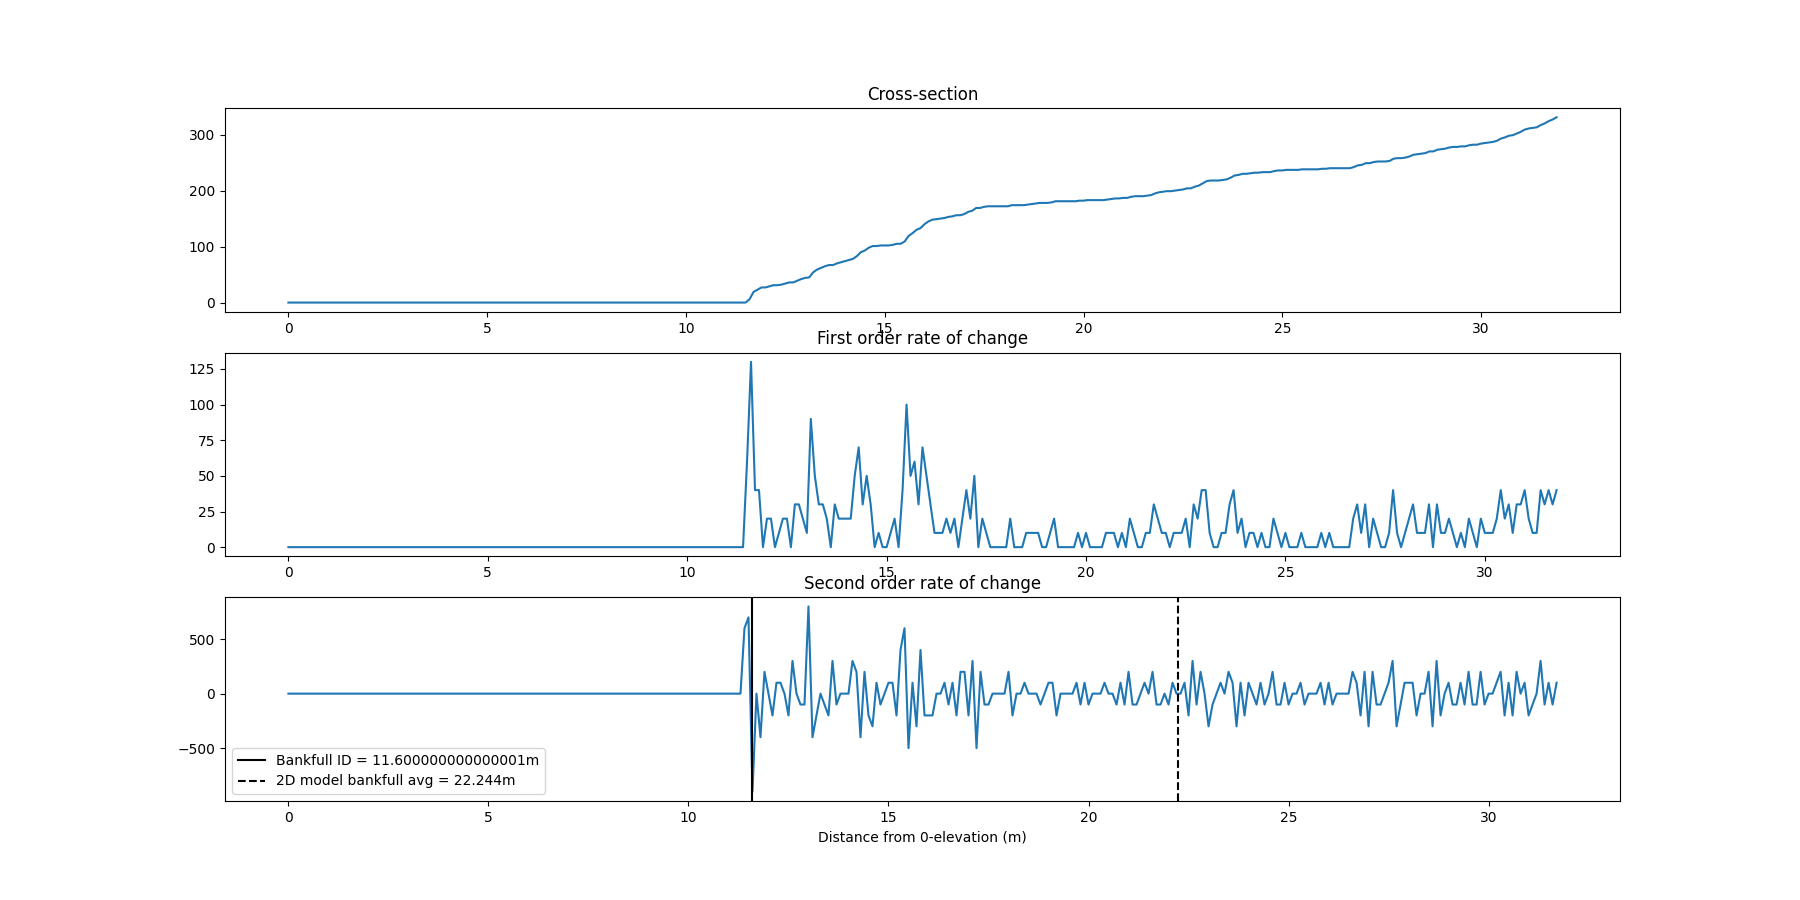 Cross-section
300
200
100
0
0 5 10 15 20 25 30
First order rate of change
125
100
75
50
25
0
0 5 10 15 20 25 30
Second order rate of change
500
0
−500
Bankfull ID = 11.600000000000001m
2D model bankfull avg = 22.244m
0 5 10 15 20 25 30
Distance from 0-elevation (m)